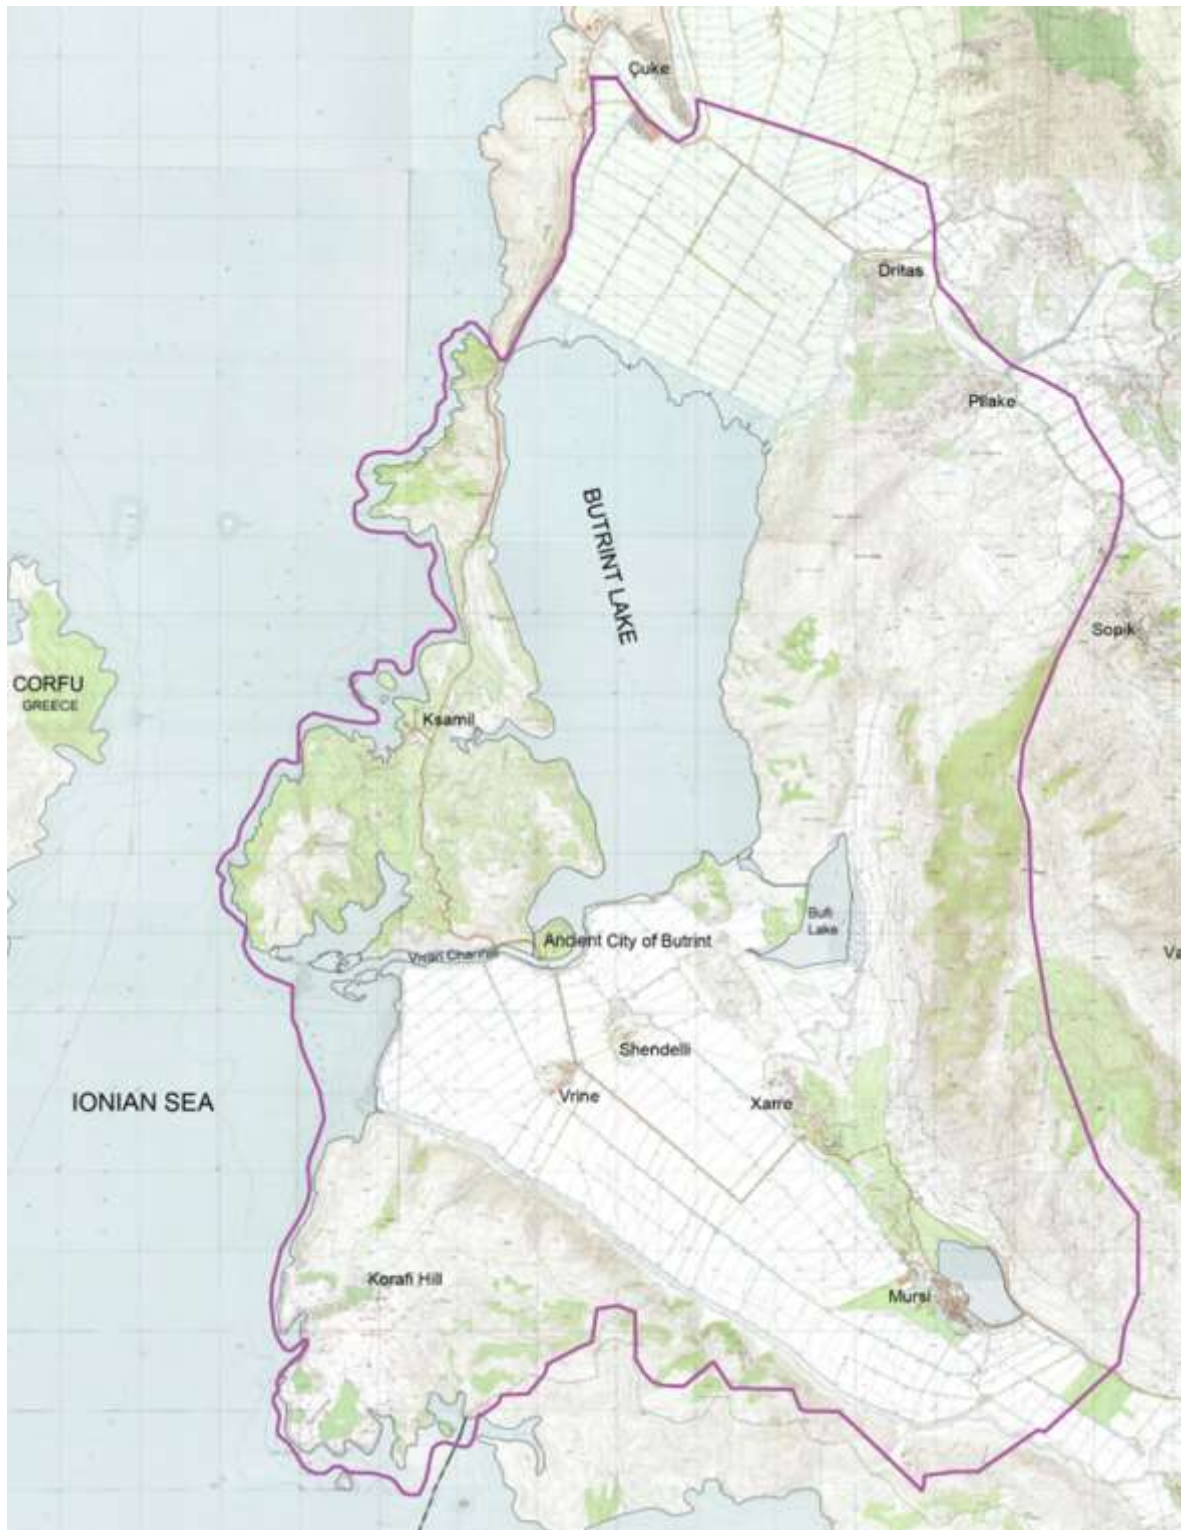 Çuke
Dritas
Pllake
BUTRINT LAKE
Sopik
CORFU
GREECE
Ksamil
Bufi
Lake
Ancient City of Butrint
Vivari Channel
Shendelli
IONIAN SEA
Vrine
Xarre
Korafi Hill
Mursi